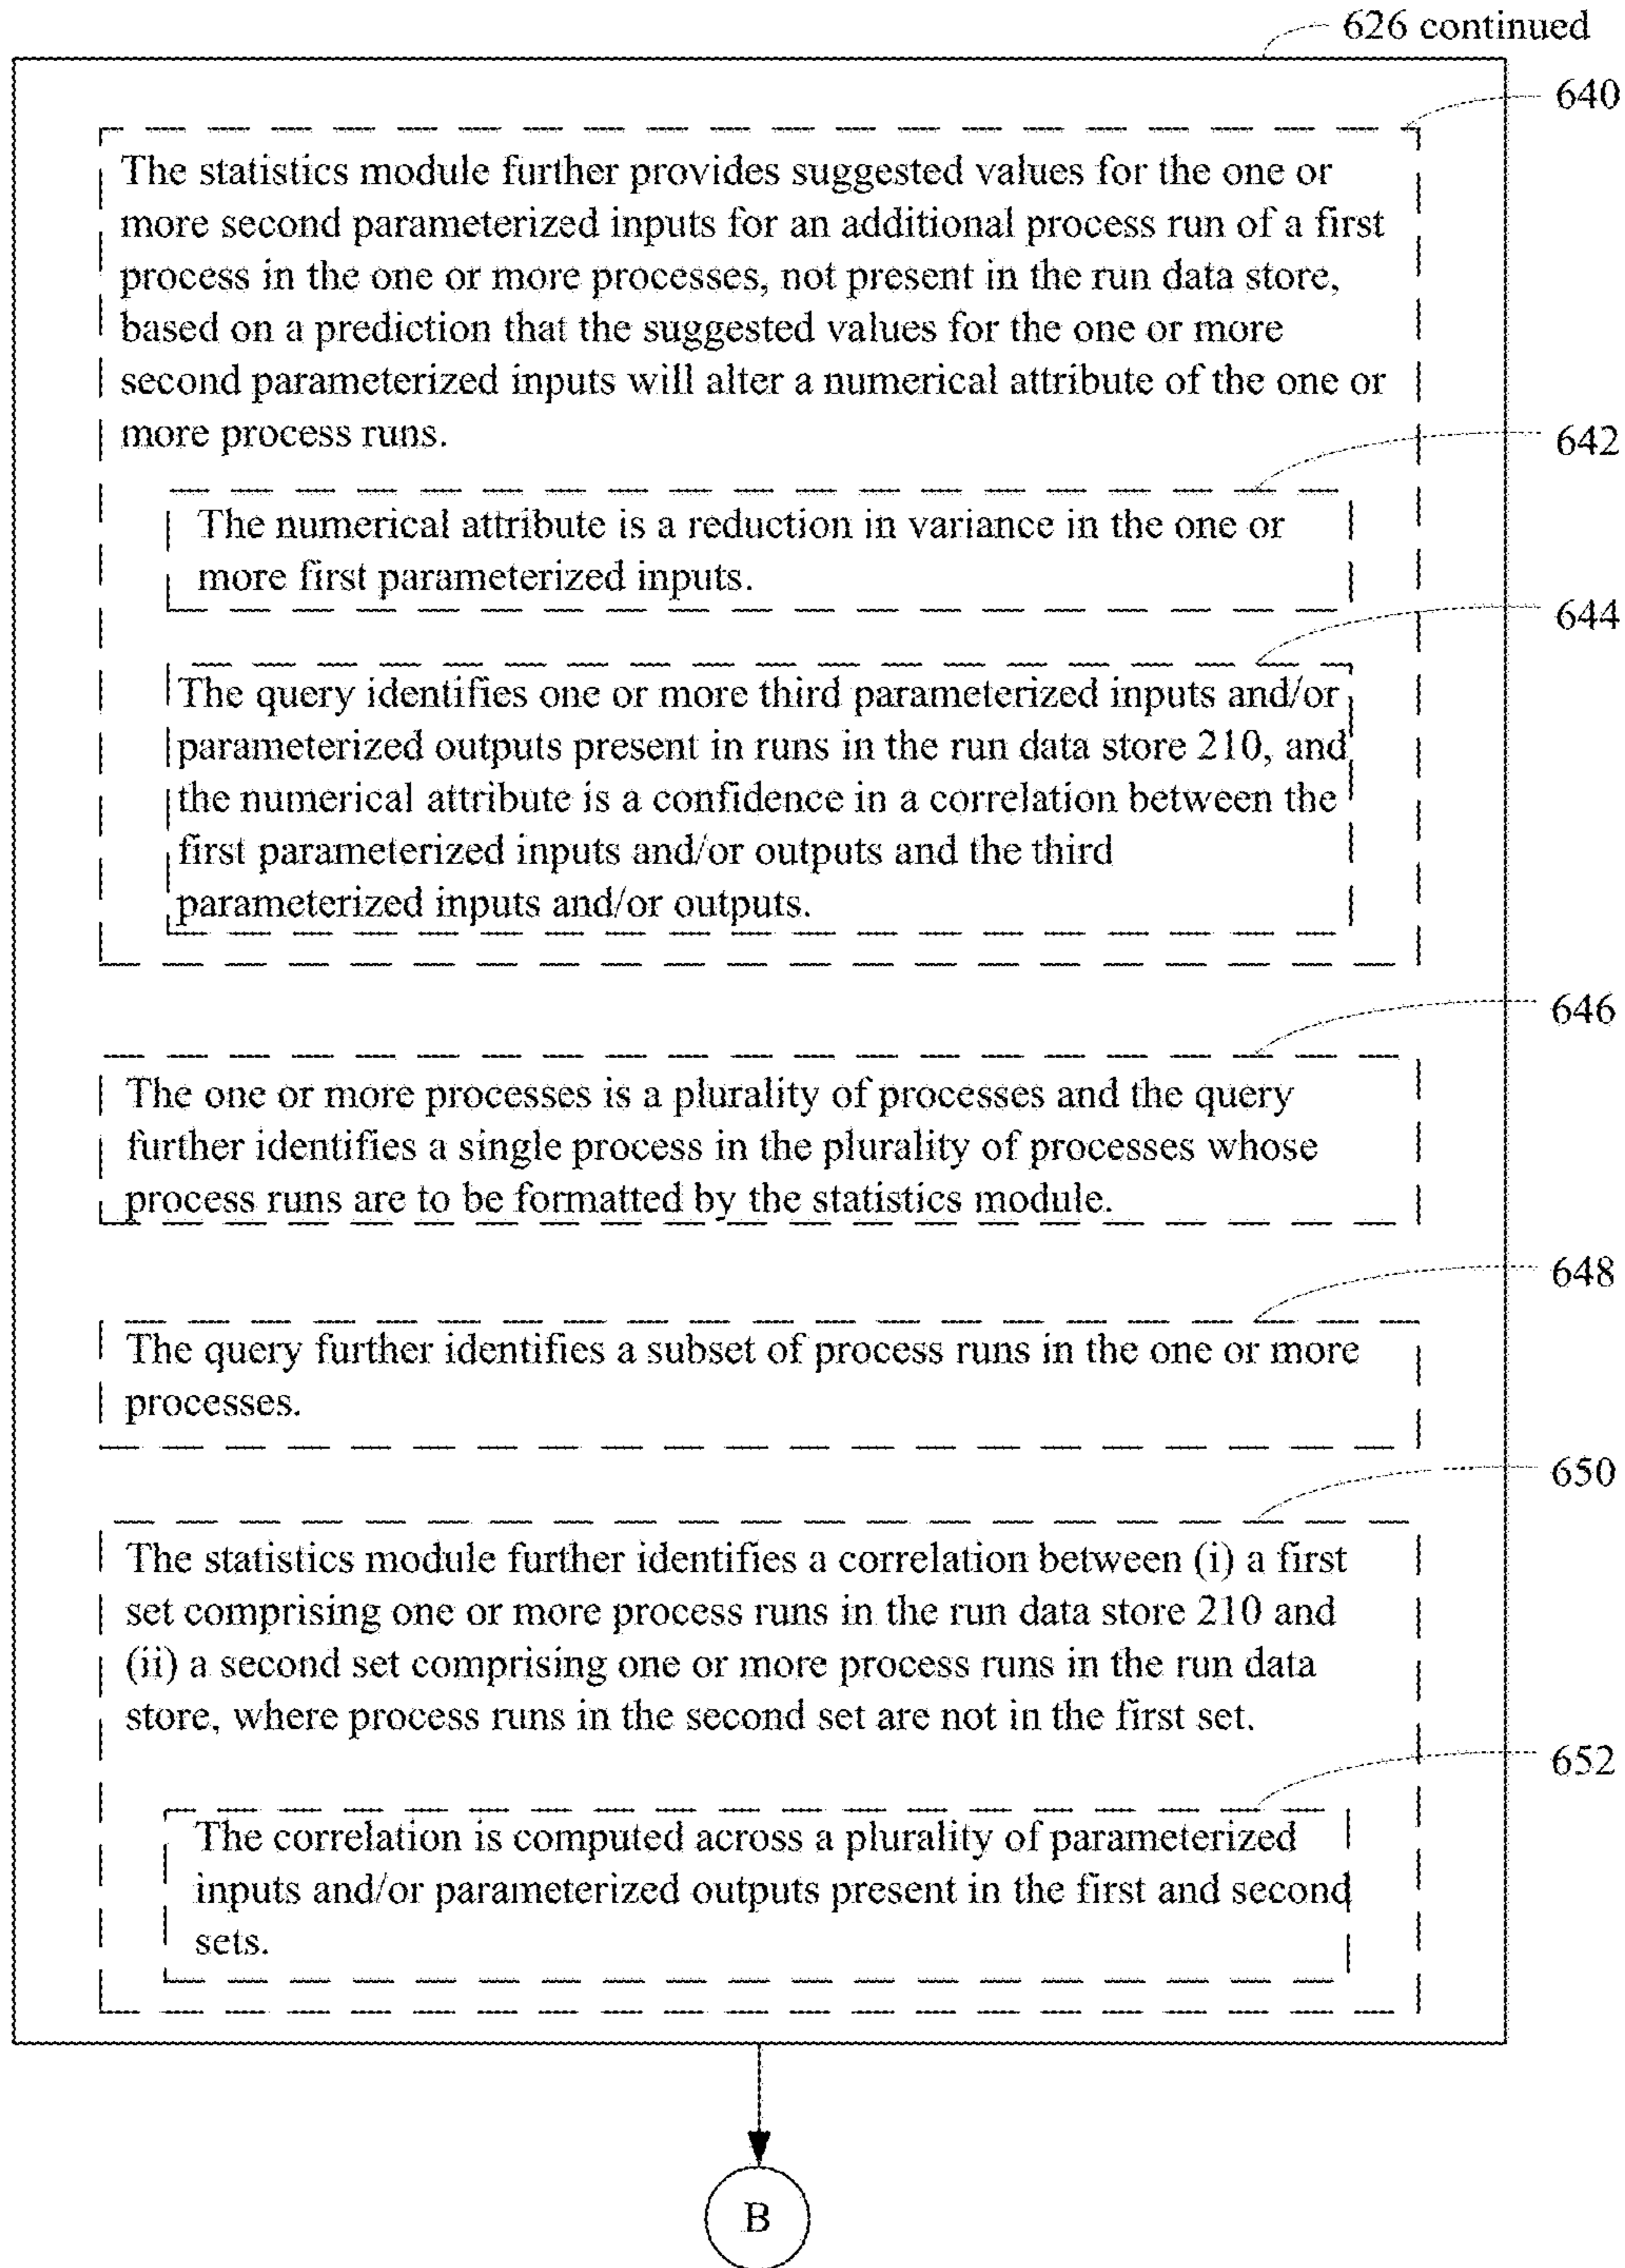 626 continued
640
The statistics module further provides suggested values for the one or
more second parameterized inputs for an additional process run of a first
process in the one or more processes, not present in the run data store,
based on a prediction that the suggested values for the one or more
second parameterized inputs will alter a numerical attribute of the one or
more process runs.
642
The numerical attribute is a reduction in variance in the one or
more first parameterized inputs.
644
The query identifies one or more third parameterized inputs and/or
parameterized outputs present in runs in the run data store 210, and
the numerical attribute is a confidence in a correlation between the
first parameterized inputs and/or outputs and the third
parameterized inputs and/or outputs.
646
The one or more processes is a plurality of processes and the query
further identifies a single process in the plurality of processes whose
process runs are to be formatted by the statistics module.
648
The query further identifies a subset of process runs in the one or more
processes.
650
The statistics module further identifies a correlation between (i) a first
set comprising one or more process runs in the run data store 210 and
(ii) a second set comprising one or more process runs in the run data
store, where process runs in the second set are not in the first set.
652
The correlation is computed across a plurality of parameterized
inputs and/or parameterized outputs present in the first and second
sets.
B